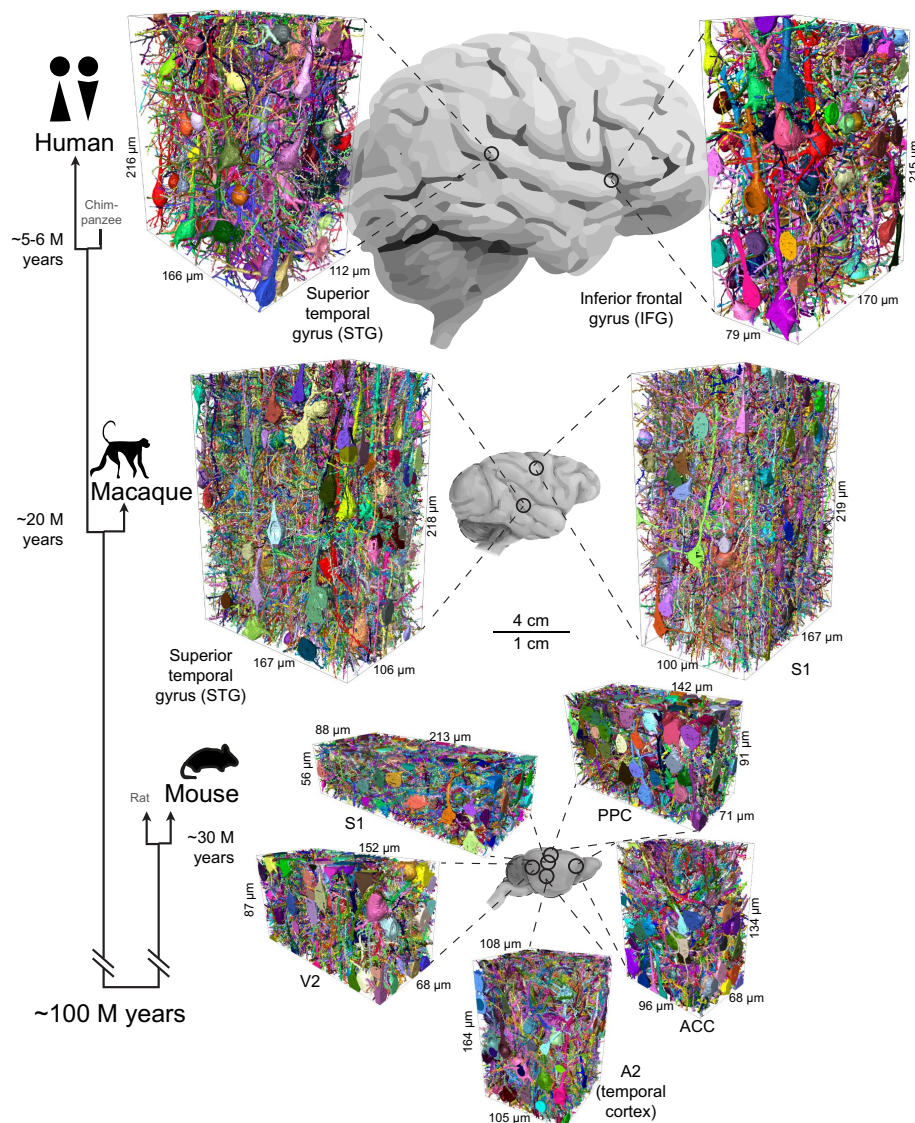 Human
Chim-
panzee
~5-6 M
years
216 µm
166 µm
112 µm
Superior
temporal
gyrus (STG)
Inferior frontal
gyrus (IFG)
215 µm
170 µm
79 µm
Macaque
~20 M
years
218 µm
167 µm
106 µm
Superior
temporal
gyrus (STG)
4 cm
1 cm
219 µm
167 µm
100 µm
S1
Rat
Mouse
~30 M
years
~100 M years
88 µm
213 µm
56 µm
S1
142 µm
91 µm
71 µm
PPC
152 µm
87 µm
68 µm
V2
134 µm
96 µm
68 µm
ACC
108 µm
164 µm
105 µm
A2
(temporal
cortex)